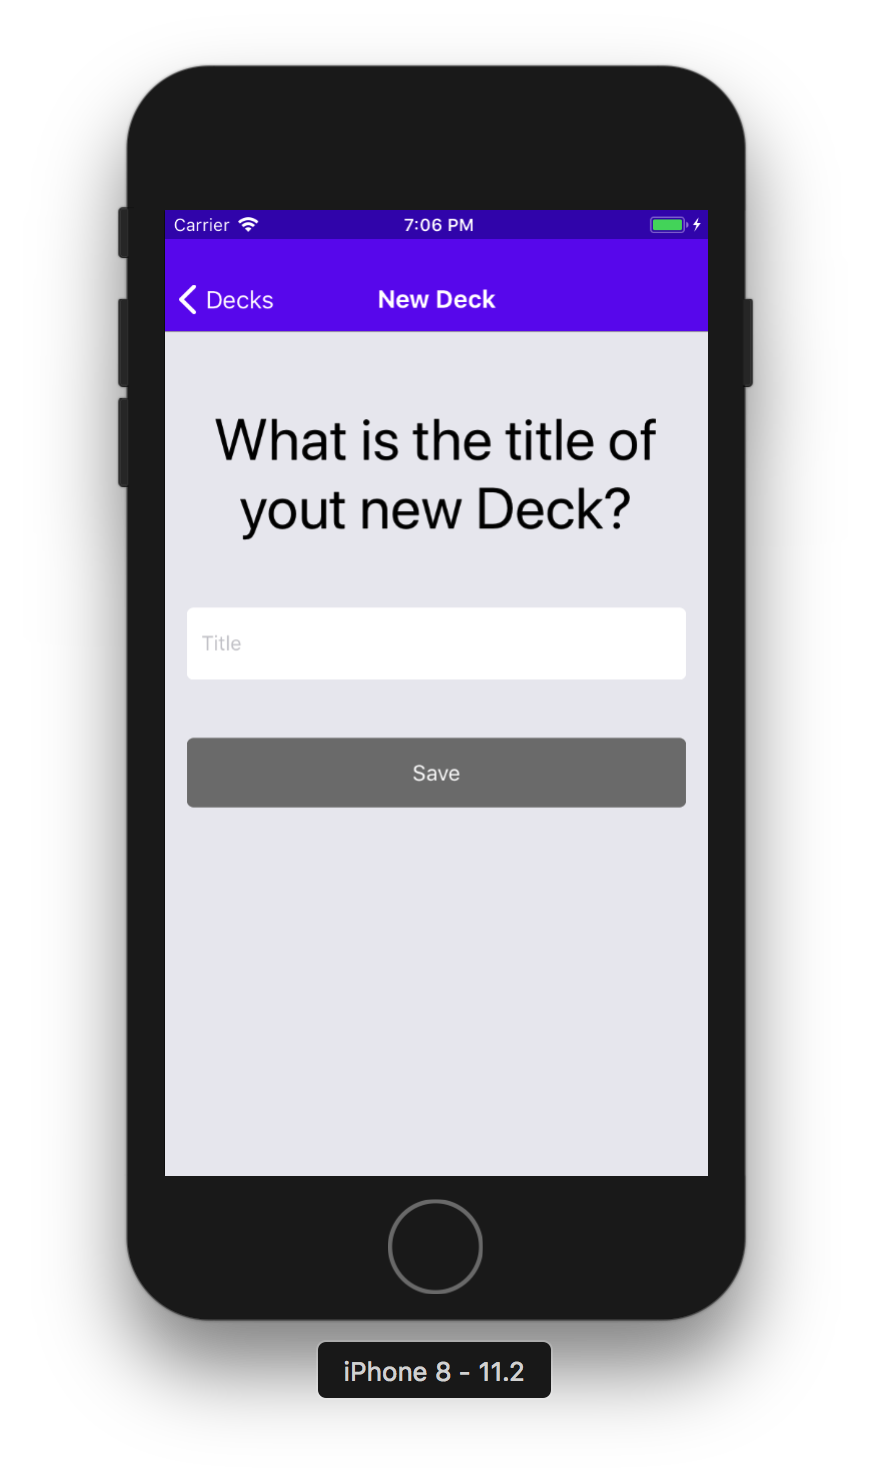 Carrier 7:06 PM
Decks New Deck
What is the title of
yout new Deck?
Title
Save
iPhone 8 - 11.2